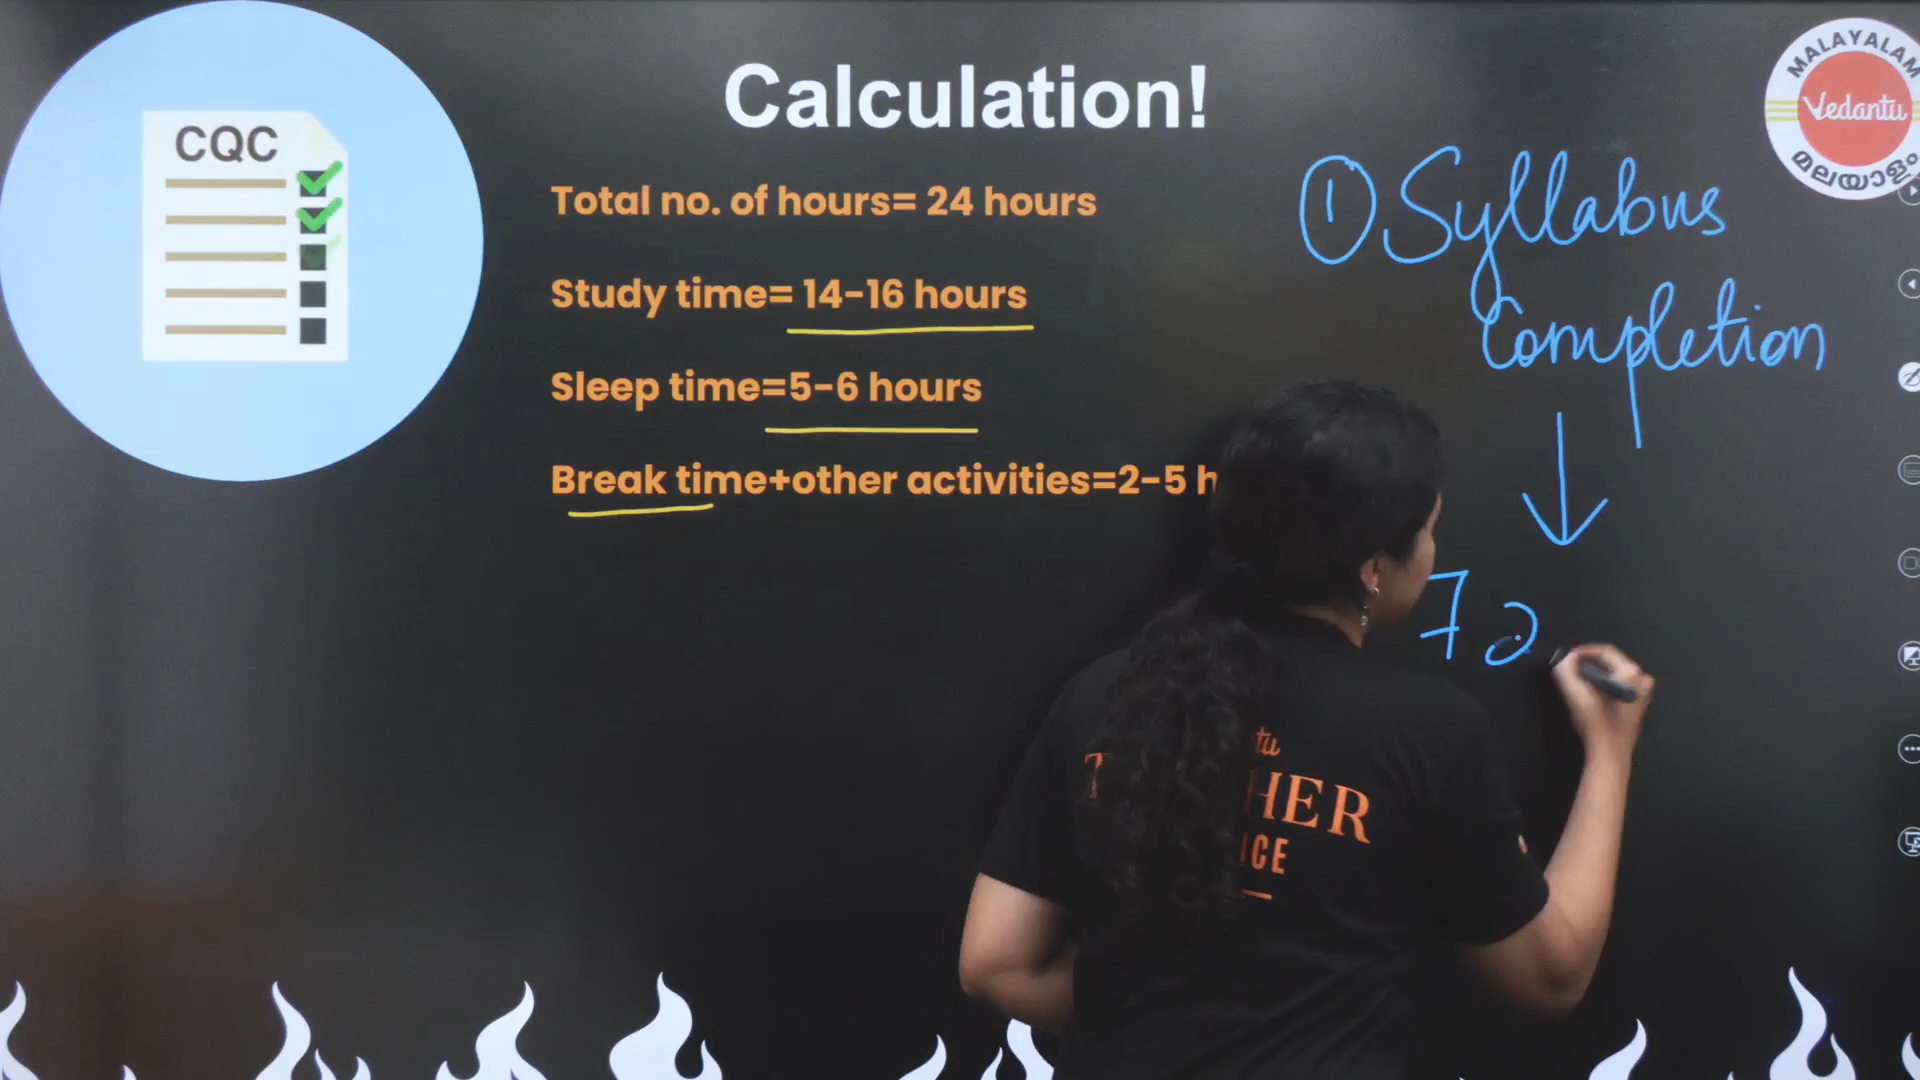 CQC
Calculation!
Total no. of hours= 24 hours
Study time= 14-16 hours
Sleep time=5-6 hours
Break time+other activities=2-5 h
① Syllabus
Completion
MALAYALAM
Vedantu
മലയാളം
tu
HER
ICE